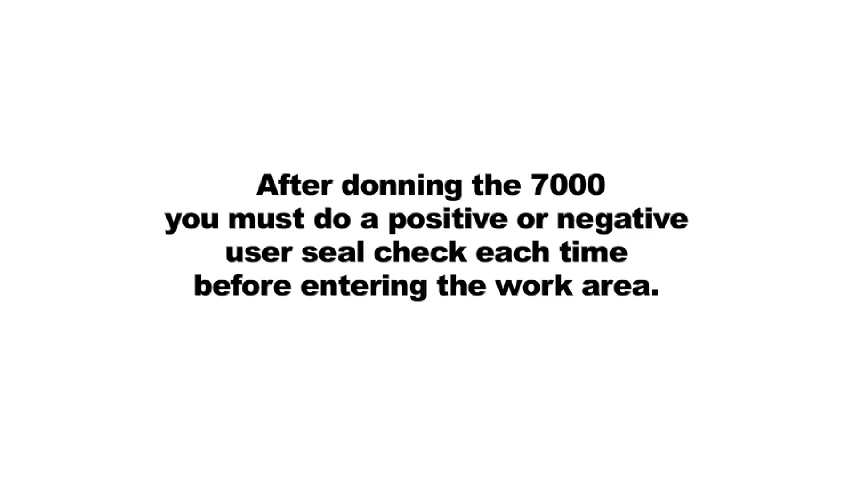 After donning the 7000
you must do a positive or negative
user seal check each time
before entering the work area.